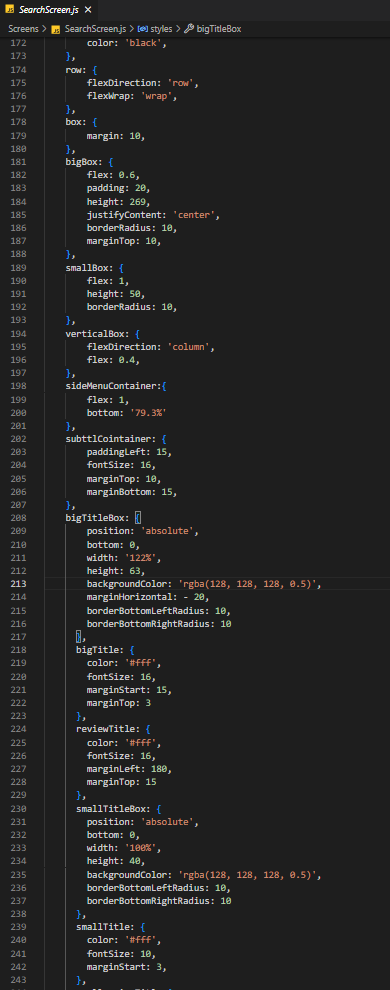 SearchScreen.js
Screens > SearchScreen.js > styles > bigTitleBox
172 color: 'black',
173 },
174 row: {
175 flexDirection: 'row',
176 flexWrap: 'wrap',
177 },
178 box: {
179 margin: 10,
180 },
181 bigBox: {
182 flex: 0.6,
183 padding: 20,
184 height: 269,
185 justifyContent: 'center',
186 borderRadius: 10,
187 marginTop: 10,
188 },
189 smallBox: {
190 flex: 1,
191 height: 50,
192 borderRadius: 10,
193 },
194 verticalBox: {
195 flexDirection: 'column',
196 flex: 0.4,
197 },
198 sideMenuContainer:{
199 flex: 1,
200 bottom: '79.3%'
201 },
202 subttlCointainer: {
203 paddingLeft: 15,
204 fontSize: 16,
205 marginTop: 10,
206 marginBottom: 15,
207 },
208 bigTitleBox: {
209 position: 'absolute',
210 bottom: 0,
211 width: '122%',
212 height: 63,
213 backgroundColor: 'rgba(128, 128, 128, 0.5)',
214 marginHorizontal: - 20,
215 borderBottomLeftRadius: 10,
216 borderBottomRightRadius: 10
217 },
218 bigTitle: {
219 color: '#fff',
220 fontSize: 16,
221 marginStart: 15,
222 marginTop: 3
223 },
224 reviewTitle: {
225 color: '#fff',
226 fontSize: 16,
227 marginLeft: 180,
228 marginTop: 15
229 },
230 smallTitleBox: {
231 position: 'absolute',
232 bottom: 0,
233 width: '100%',
234 height: 40,
235 backgroundColor: 'rgba(128, 128, 128, 0.5)',
236 borderBottomLeftRadius: 10,
237 borderBottomRightRadius: 10
238 },
239 smallTitle: {
240 color: '#fff',
241 fontSize: 10,
242 marginStart: 3,
243 },